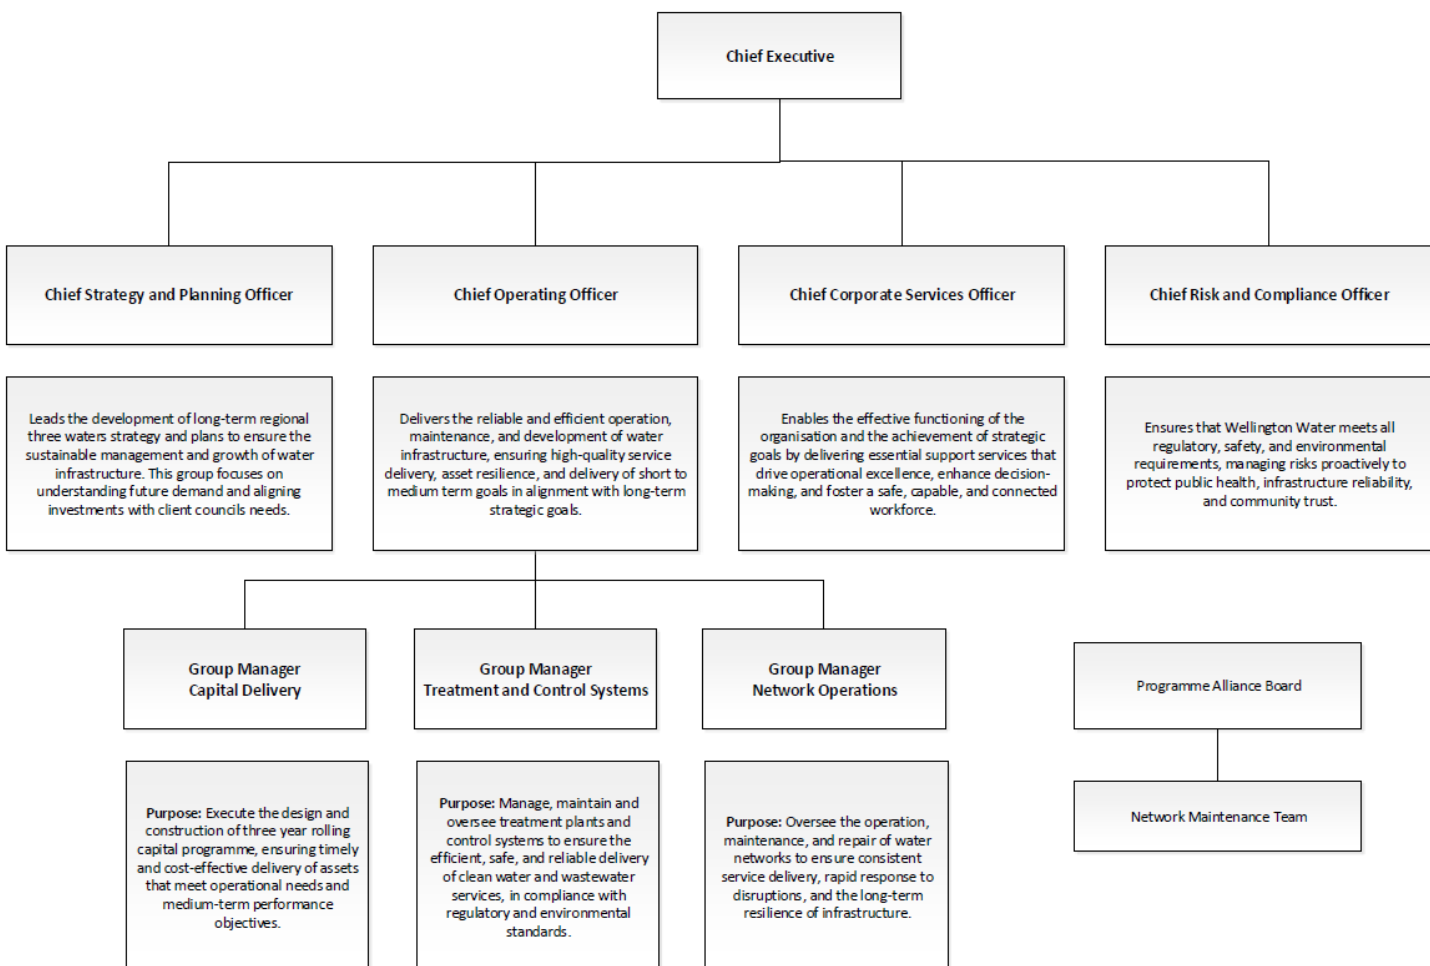 Chief Executive
Chief Strategy and Planning Officer
Chief Operating Officer
Chief Corporate Services Officer
Chief Risk and Compliance Officer
Leads the development of long-term regional
three waters strategy and plans to ensure the
sustainable management and growth of water
infrastructure. This group focuses on
understanding future demand and aligning
investments with client councils needs.
Delivers the reliable and efficient operation,
maintenance, and development of water
infrastructure, ensuring high-quality service
delivery, asset resilience, and delivery of short to
medium term goals in alignment with long-term
strategic goals.
Enables the effective functioning of the
organisation and the achievement of strategic
goals by delivering essential support services that
drive operational excellence, enhance decision-
making, and foster a safe, capable, and connected
workforce.
Ensures that Wellington Water meets all
regulatory, safety, and environmental
requirements, managing risks proactively to
protect public health, infrastructure reliability,
and community trust.
Group Manager
Capital Delivery
Group Manager
Treatment and Control Systems
Group Manager
Network Operations
Programme Alliance Board
Purpose: Execute the design and
construction of three year rolling
capital programme, ensuring timely
and cost-effective delivery of assets
that meet operational needs and
medium-term performance
objectives.
Purpose: Manage, maintain and
oversee treatment plants and
control systems to ensure the
efficient, safe, and reliable delivery
of clean water and wastewater
services, in compliance with
regulatory and environmental
standards.
Purpose: Oversee the operation,
maintenance, and repair of water
networks to ensure consistent
service delivery, rapid response to
disruptions, and the long-term
resilience of infrastructure.
Network Maintenance Team